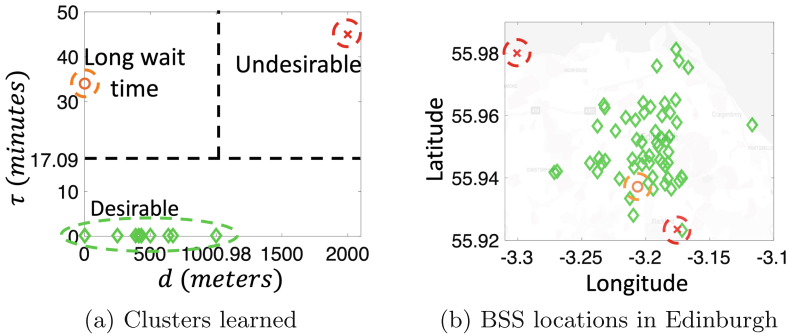 50
40
30
17.09
10
0
τ (minutes)
Long wait
time
Undesirable
Desirable
0
500
1000.98
1500
2000
d (meters)
(a) Clusters learned
55.98
55.96
55.94
55.92
Latitude
-3.3
-3.25
-3.2
-3.15
-3.1
Longitude
(b) BSS locations in Edinburgh